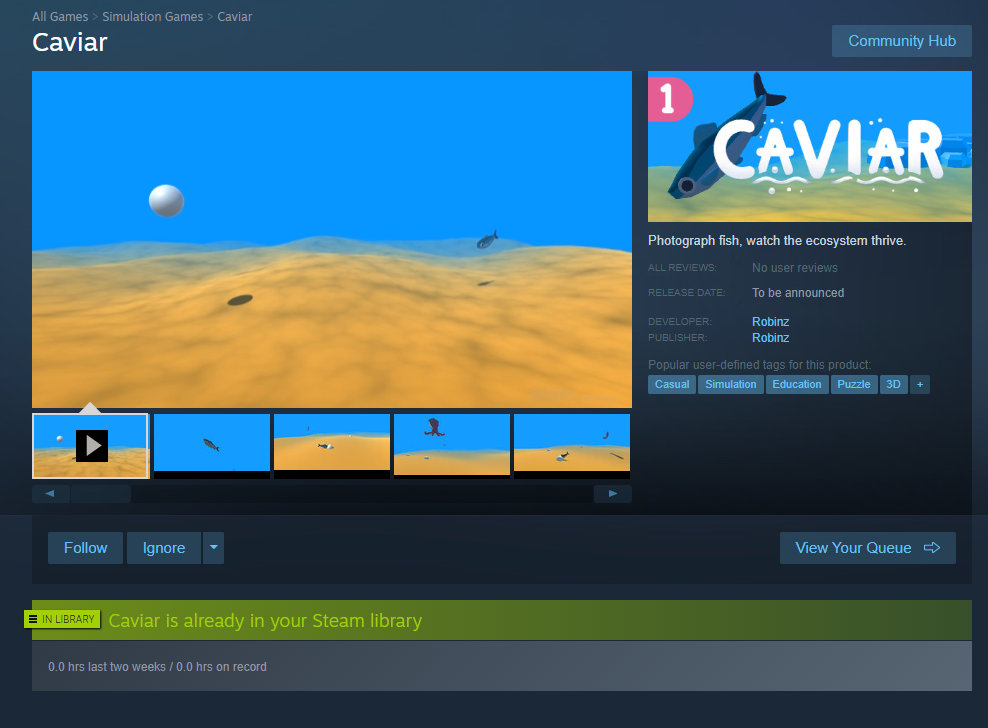 All Games > Simulation Games > Caviar
Caviar
Community Hub
1
CAVIAR
Photograph fish, watch the ecosystem thrive.
ALL REVIEWS: No user reviews
RELEASE DATE: To be announced
DEVELOPER: Robinz
PUBLISHER: Robinz
Popular user-defined tags for this product:
Casual Simulation Education Puzzle 3D +
Follow Ignore View Your Queue
IN LIBRARY Caviar is already in your Steam library
0.0 hrs last two weeks / 0.0 hrs on record